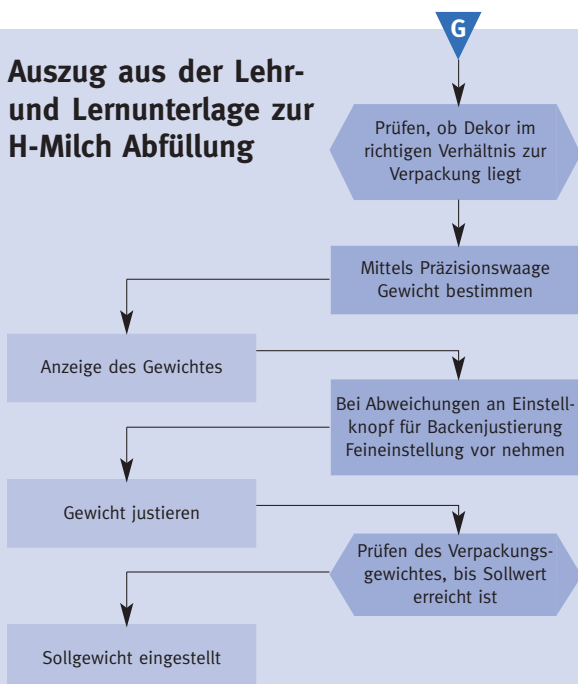 G
Auszug aus der Lehr-
und Lernunterlage zur
H-Milch Abfüllung
Prüfen, ob Dekor im
richtigen Verhältnis zur
Verpackung liegt
Mittels Präzisionswaage
Gewicht bestimmen
Anzeige des Gewichtes
Bei Abweichungen an Einstell-
knopf für Backenjustierung
Feineinstellung vor nehmen
Gewicht justieren
Prüfen des Verpackungs-
gewichtes, bis Sollwert
erreicht ist
Sollgewicht eingestellt